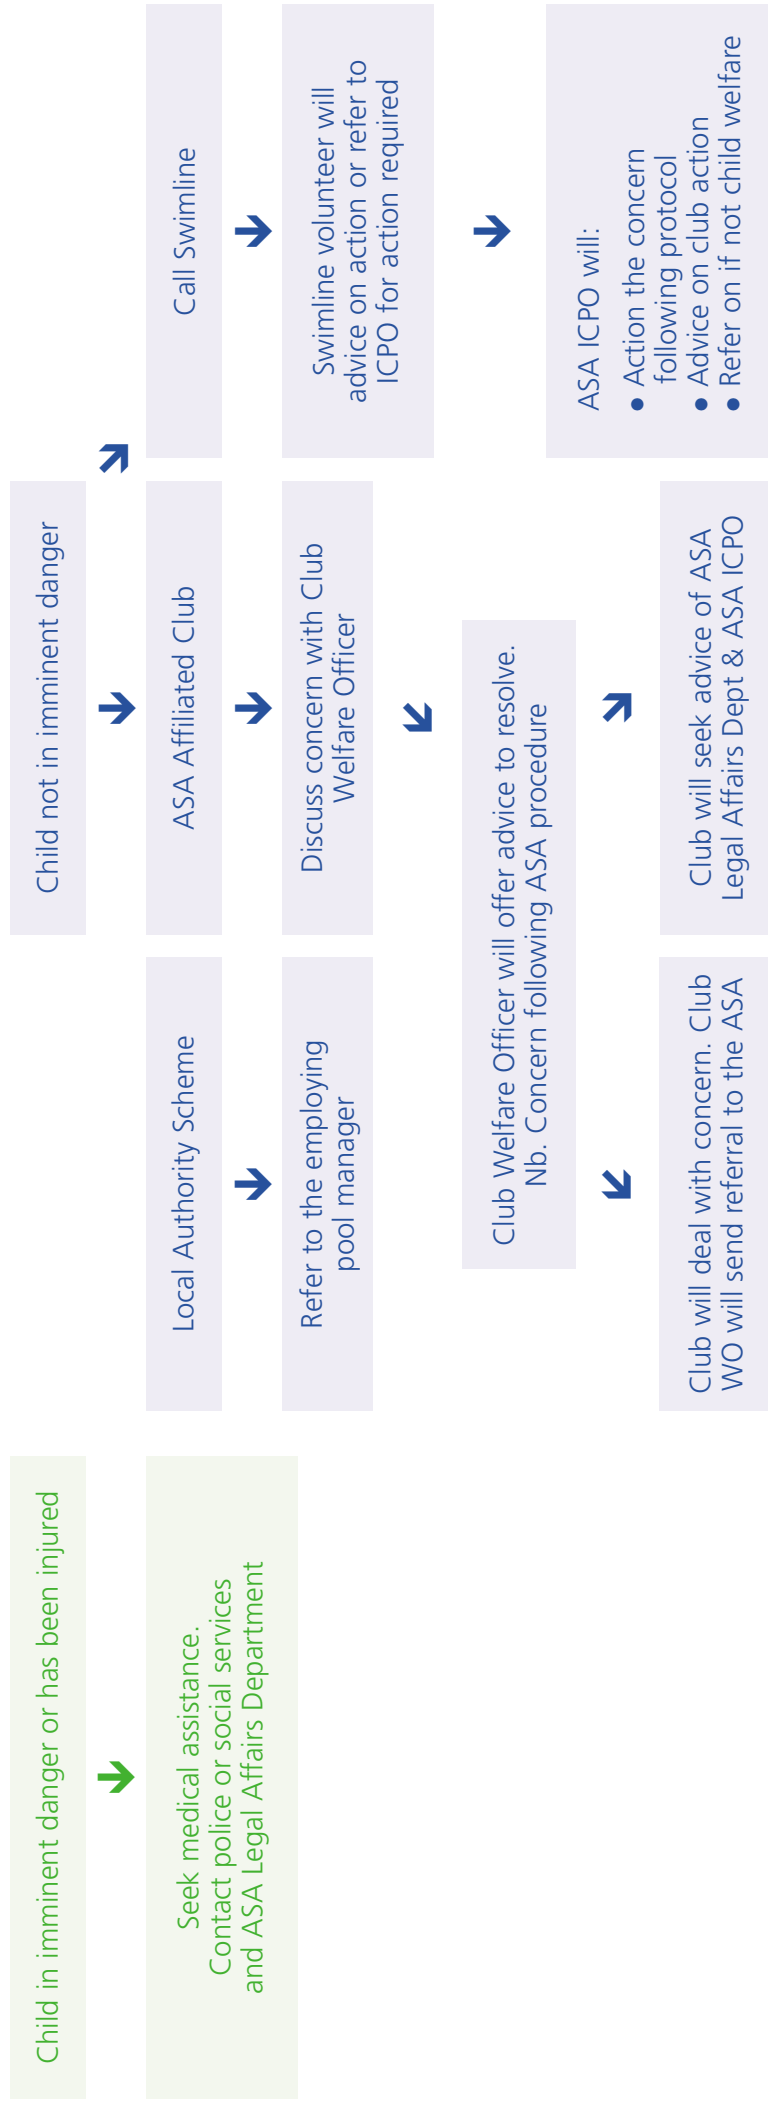 Child in imminent danger or has been injured
Seek medical assistance.
Contact police or social services
and ASA Legal Affairs Department
Child not in imminent danger
Local Authority Scheme
Refer to the employing
pool manager
ASA Affiliated Club
Discuss concern with Club
Welfare Officer
Club Welfare Officer will offer advice to resolve.
Nb. Concern following ASA procedure
Club will deal with concern. Club
WO will send referral to the ASA
Club will seek advice of ASA
Legal Affairs Dept & ASA ICPO
Call Swimline
Swimline volunteer will
advice on action or refer to
ICPO for action required
ASA ICPO will:
• Action the concern
following protocol
• Advice on club action
• Refer on if not child welfare